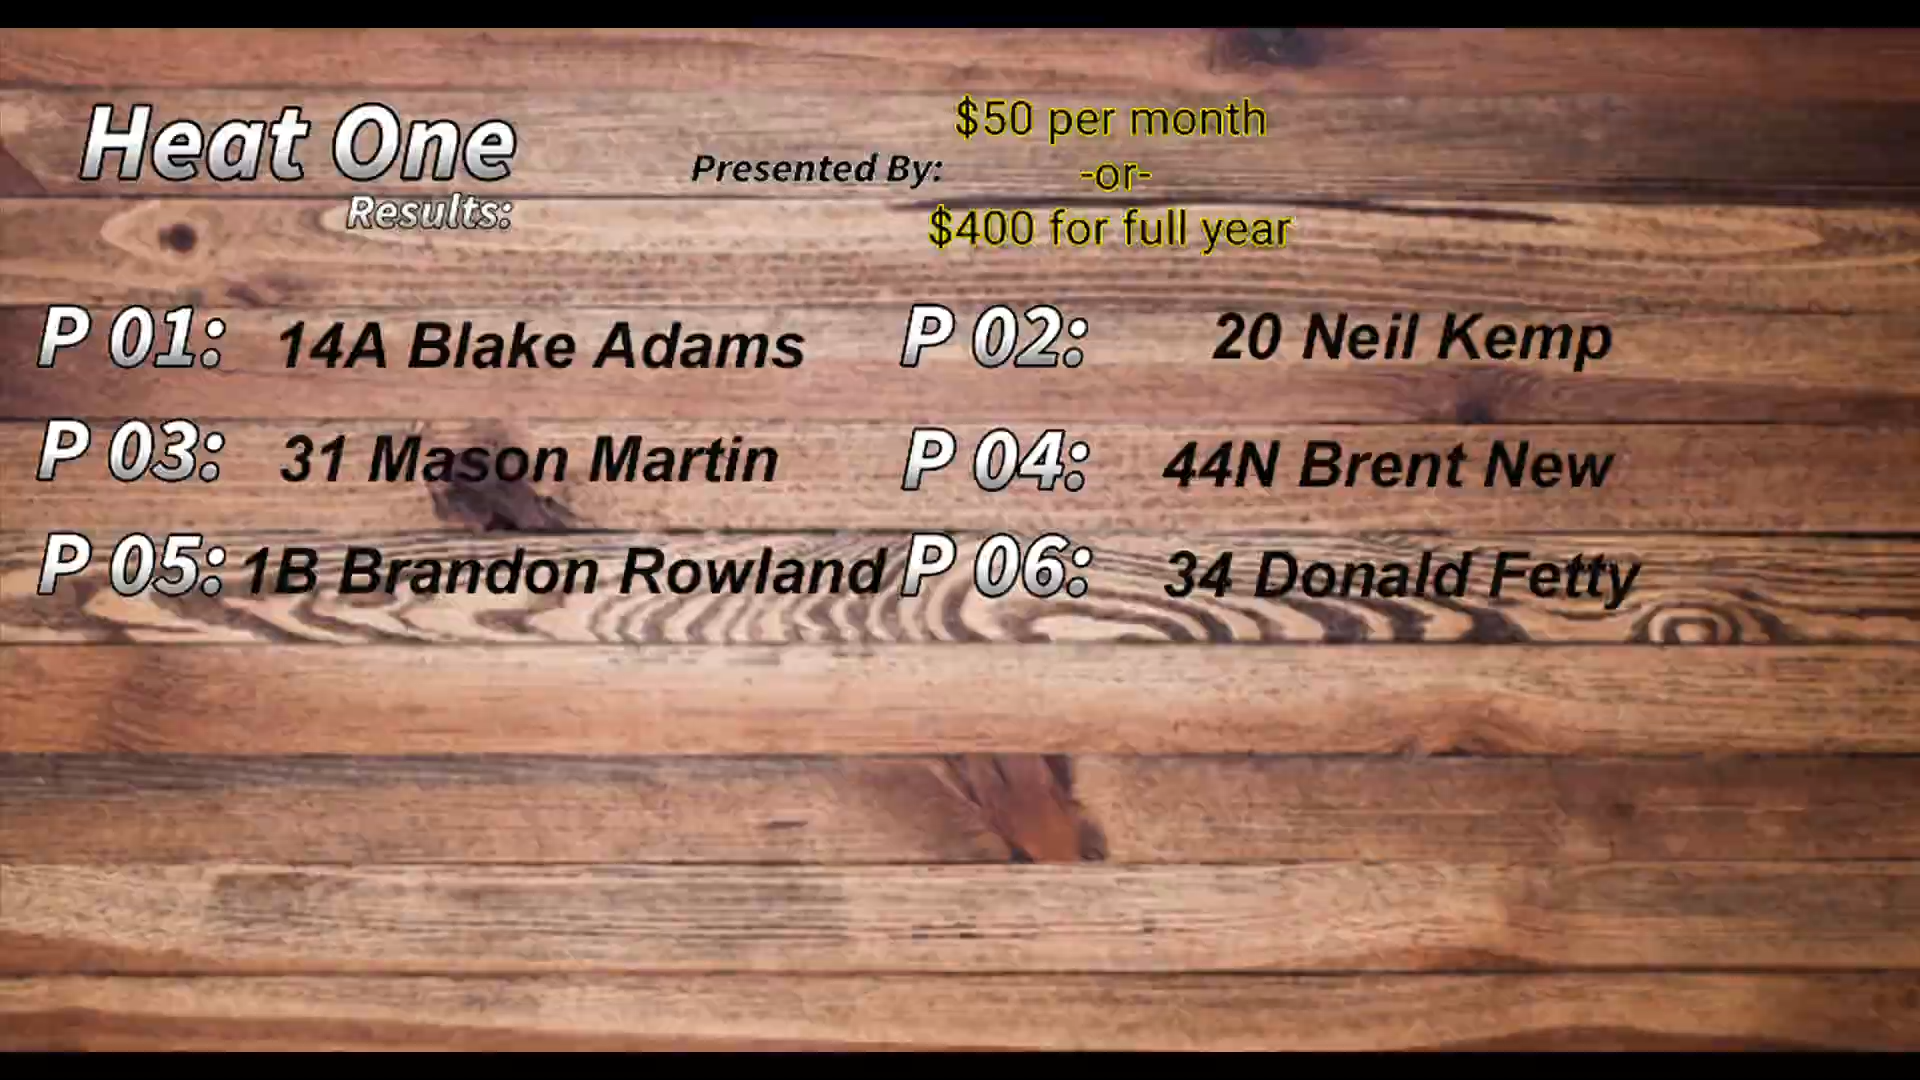 Heat One
Results:
Presented By:
$50 per month
-or-
$400 for full year
P 01: 14A Blake Adams
P 02: 20 Neil Kemp
P 03: 31 Mason Martin
P 04: 44N Brent New
P 05: 1B Brandon Rowland
P 06: 34 Donald Fetty